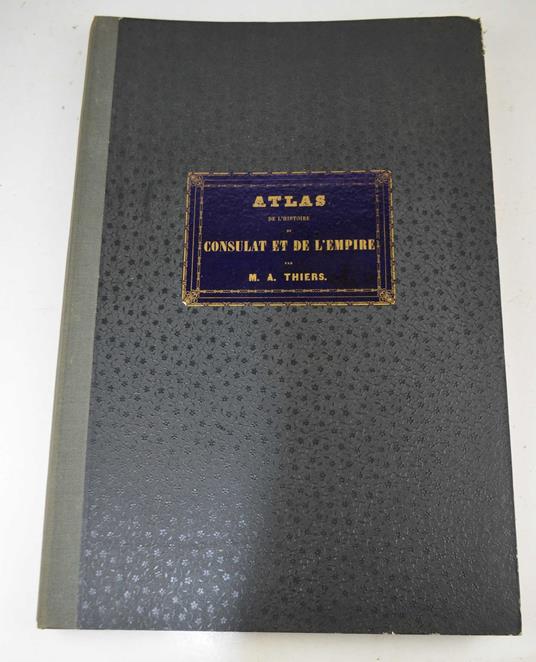 ATLAS
DE L'HISTOIRE
DU
CONSULAT ET DE L'EMPIRE
PAR
M. A. THIERS.